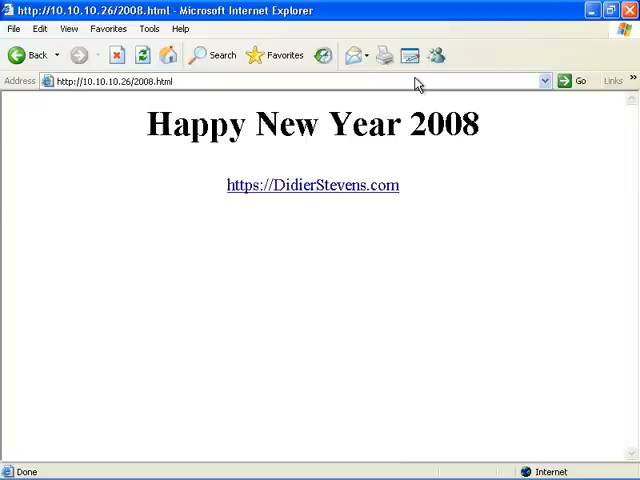 http://10.10.10.26/2008.html - Microsoft Internet Explorer
File Edit View Favorites Tools Help
Back Search Favorites
Address http://10.10.10.26/2008.html Go Links »
Happy New Year 2008
https://DidierStevens.com
Done Internet